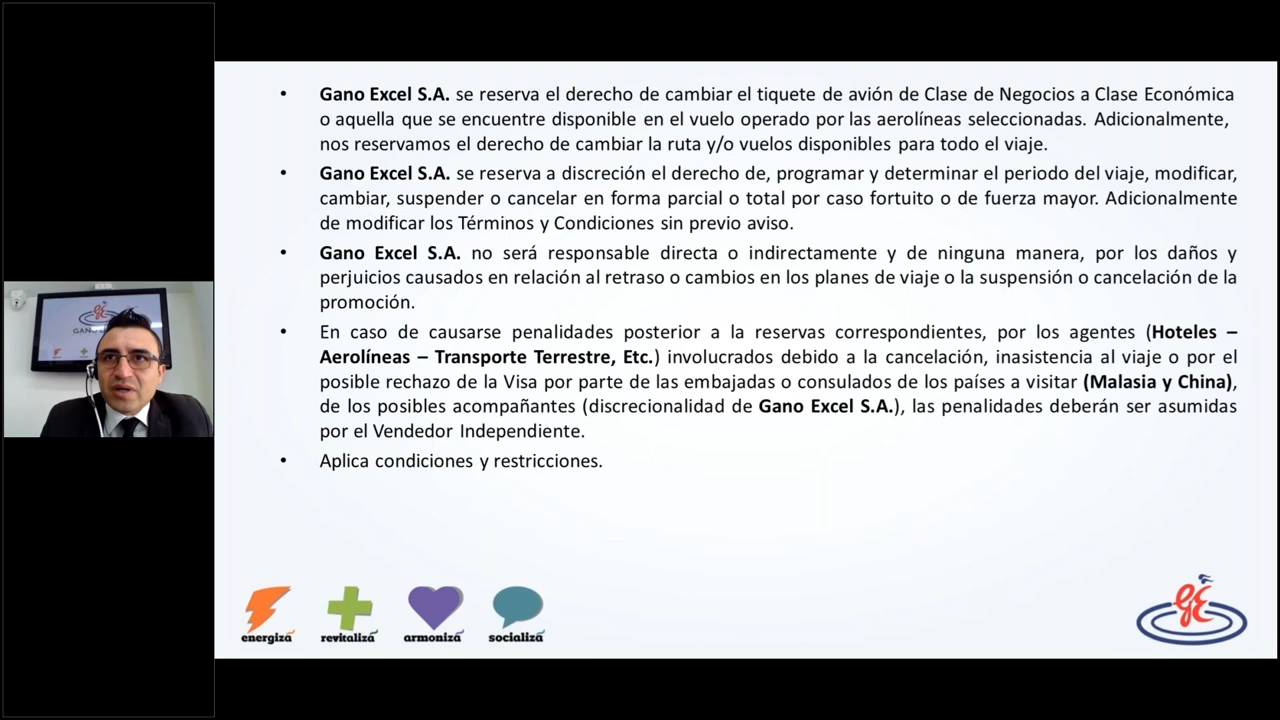 • Gano Excel S.A. se reserva el derecho de cambiar el tiquete de avión de Clase de Negocios a Clase Económica
o aquella que se encuentre disponible en el vuelo operado por las aerolíneas seleccionadas. Adicionalmente,
nos reservamos el derecho de cambiar la ruta y/o vuelos disponibles para todo el viaje.
• Gano Excel S.A. se reserva a discreción el derecho de, programar y determinar el periodo del viaje, modificar,
cambiar, suspender o cancelar en forma parcial o total por caso fortuito o de fuerza mayor. Adicionalmente
de modificar los Términos y Condiciones sin previo aviso.
• Gano Excel S.A. no será responsable directa o indirectamente y de ninguna manera, por los daños y
perjuicios causados en relación al retraso o cambios en los planes de viaje o la suspensión o cancelación de la
promoción.
• En caso de causarse penalidades posterior a la reservas correspondientes, por los agentes (Hoteles –
Aerolíneas – Transporte Terrestre, Etc.) involucrados debido a la cancelación, inasistencia al viaje o por el
posible rechazo de la Visa por parte de las embajadas o consulados de los países a visitar (Malasia y China),
de los posibles acompañantes (discrecionalidad de Gano Excel S.A.), las penalidades deberán ser asumidas
por el Vendedor Independiente.
• Aplica condiciones y restricciones.
energizá revitalizá armonizá socializá
GE